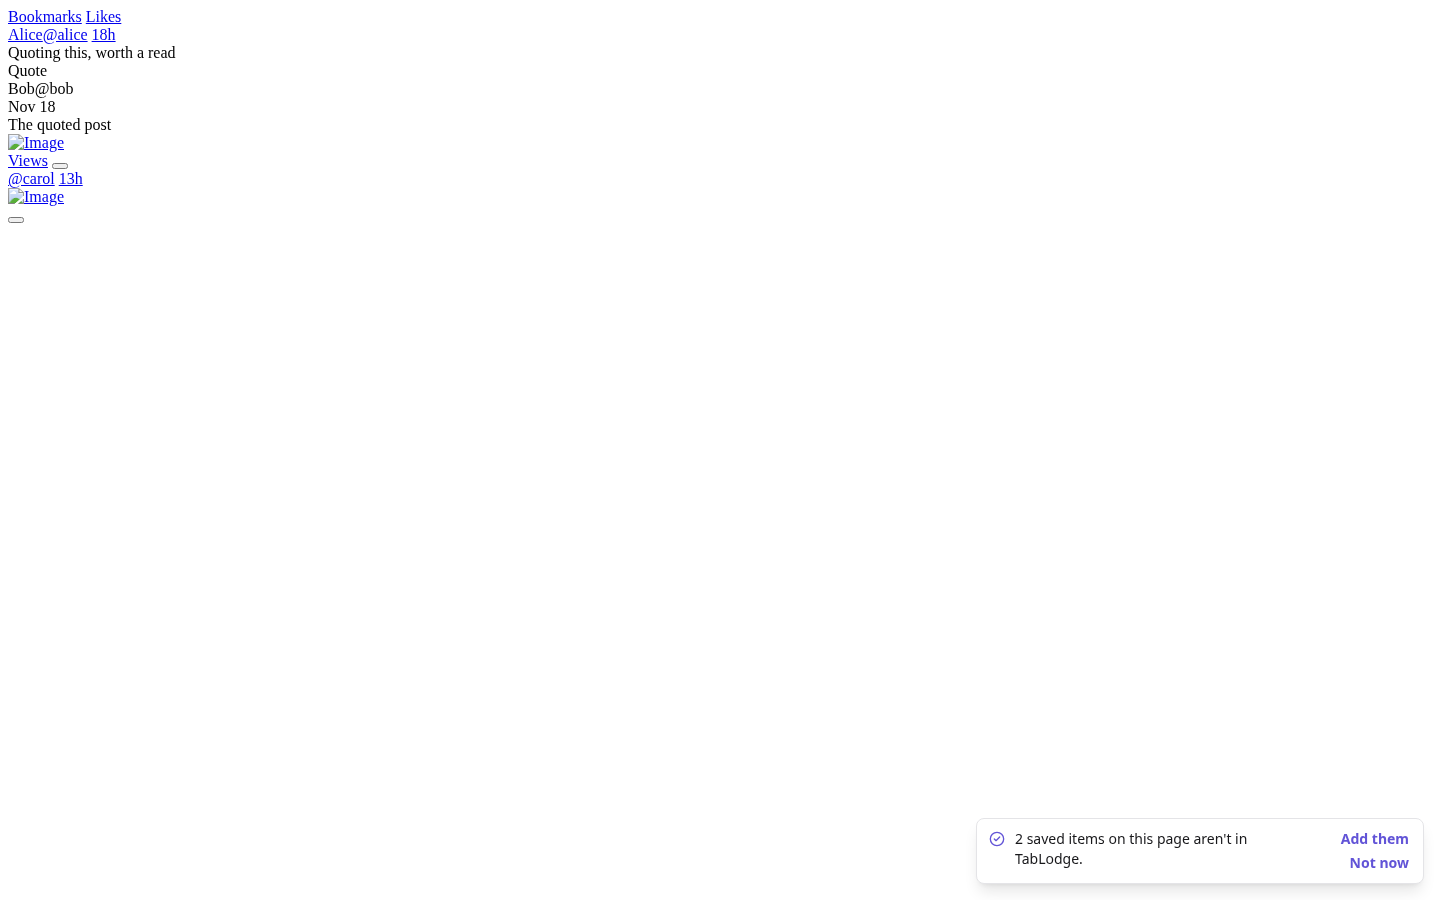 Bookmarks Likes
Alice@alice 18h
Quoting this, worth a read
Quote
Bob@bob
Nov 18
The quoted post
Image
Views
@carol 13h
Image
2 saved items on this page aren't in
TabLodge.
Add them
Not now